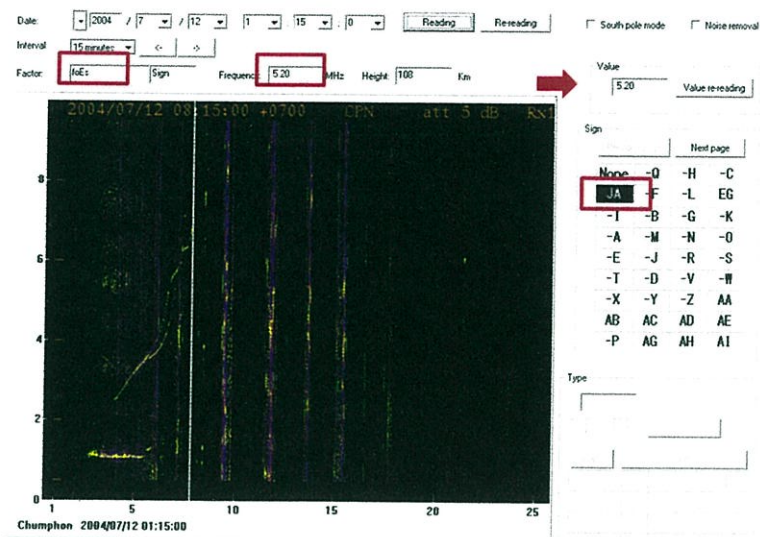 Date: 2004 / 7 / 12 1 : 15 : 0 Reading Re-reading South pole mode Noise removal
Interval 15 minutes <- ->
Factor: foEs Sign Frequency: 5.20 MHz Height: 108 Km
Value
5.20 Value re-reading
2004/07/12 08:15:00 +0700 CPN att 5 dB Rx1
Sign
Next page
None -Q -H -C
JA -F -L EG
-I -B -G -K
-A -M -N -O
-E -J -R -S
-T -D -V -W
-X -Y -Z AA
AB AC AD AE
-P AG AH AI
Type
8
6
4
2
0
1 5 10 15 20 25
Chumphon 2004/07/12 01:15:00